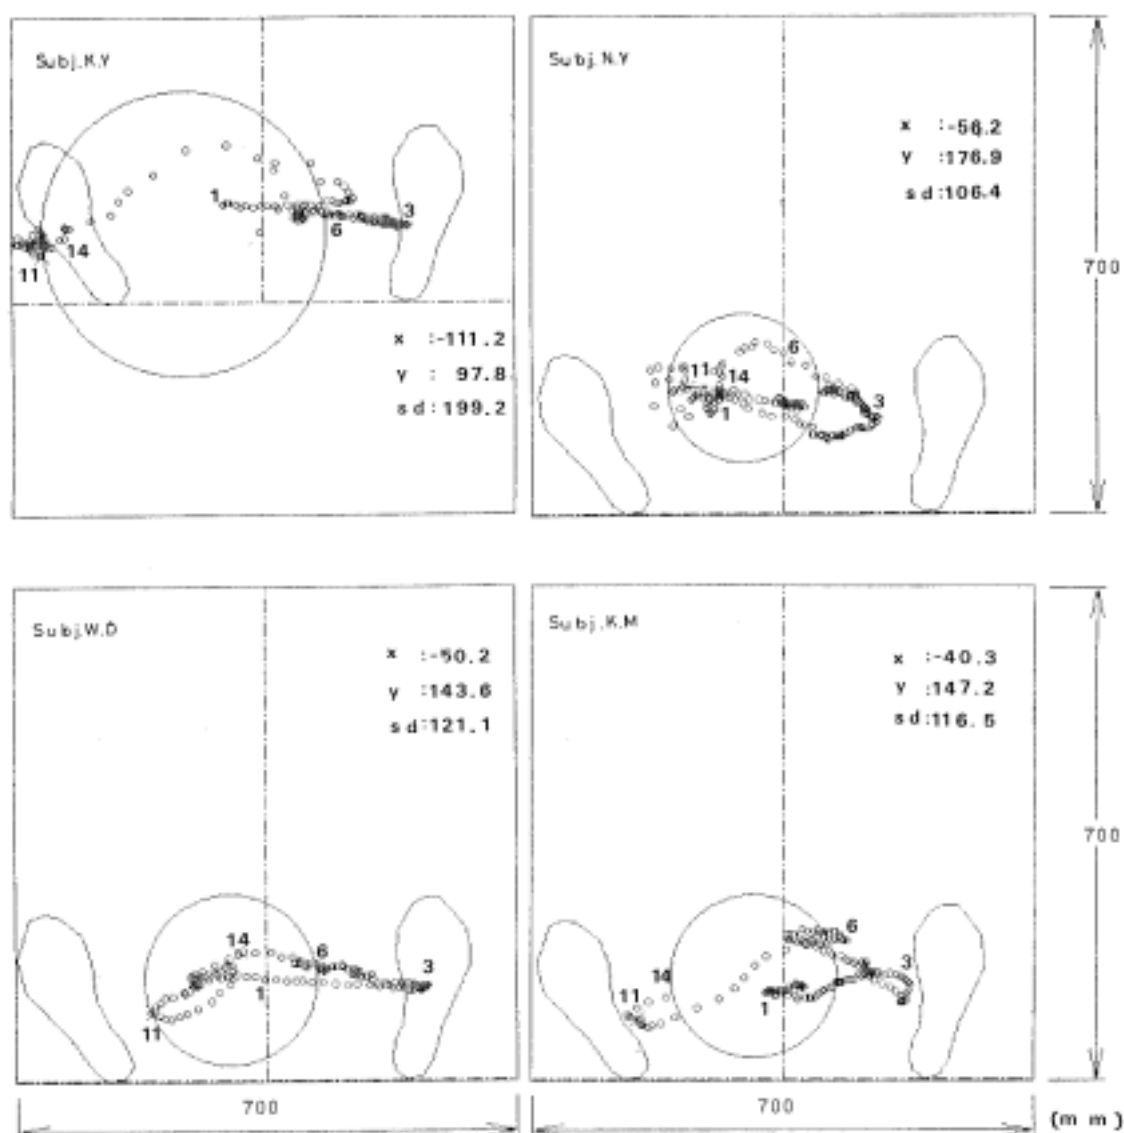 Subj.K.Y
1
3
6
14
11
x :-111.2
y : 97.8
sd:199.2
Subj.N.Y
x :-56.2
y :176.9
sd:106.4
6
11
14
3
1
700
Subj.W.D
x :-50.2
y :143.6
sd:121.1
14
6
3
1
11
700
Subj.K.M
x :-40.3
y :147.2
sd:116.5
6
3
14
11
1
700
700
(mm)